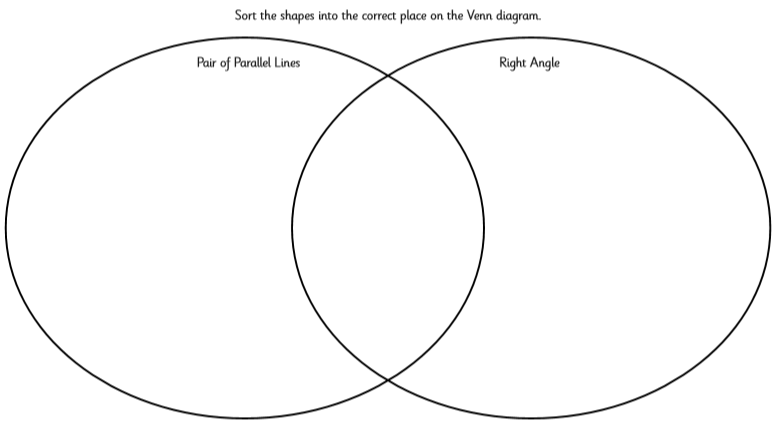 Sort the shapes into the correct place on the Venn diagram.
Pair of Parallel Lines
Right Angle